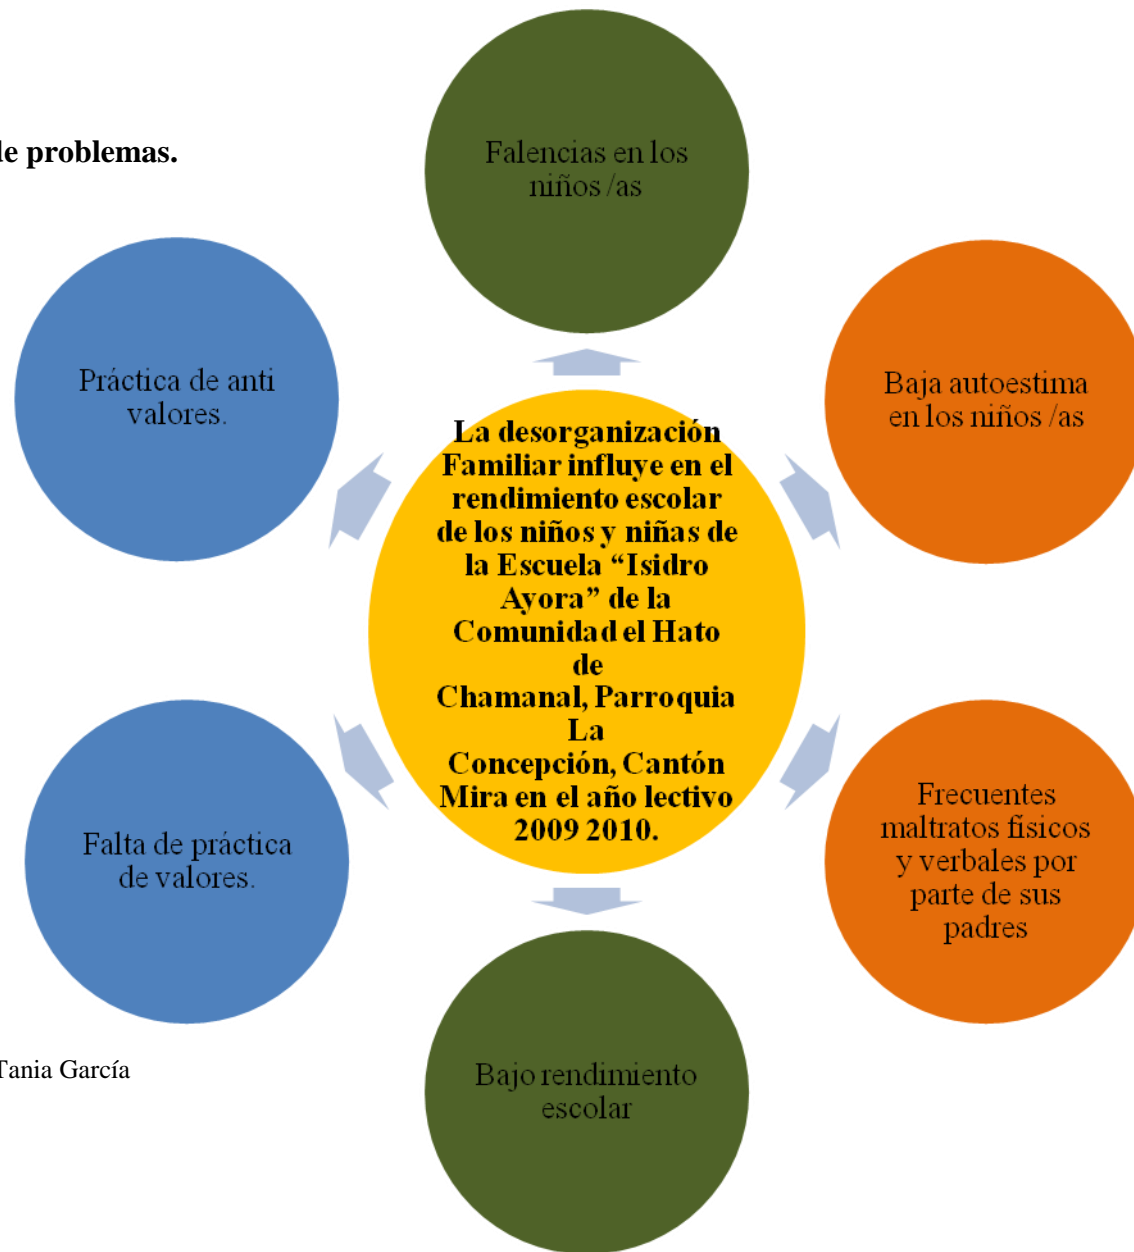 de problemas.
Falencias en los
niños /as
Práctica de anti
valores.
Baja autoestima
en los niños /as
La desorganización
Familiar influye en el
rendimiento escolar
de los niños y niñas de
la Escuela “Isidro
Ayora” de la
Comunidad el Hato
de
Chamanal, Parroquia
La
Concepción, Cantón
Mira en el año lectivo
2009 2010.
Falta de práctica
de valores.
Frecuentes
maltratos físicos
y verbales por
parte de sus
padres
Tania García
Bajo rendimiento
escolar